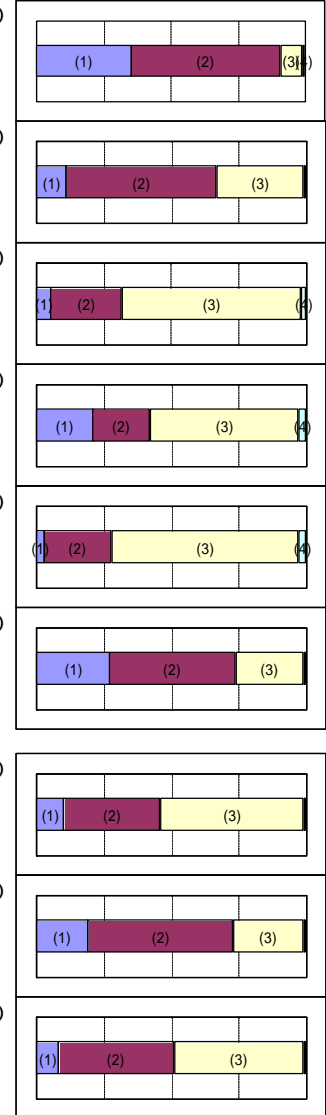 )
(1) (2) (3) (4)
)
(1) (2) (3)
)
(1) (2) (3) (4)
)
(1) (2) (3) (4)
)
(1) (2) (3) (4)
)
(1) (2) (3)
)
(1) (2) (3)
)
(1) (2) (3)
)
(1) (2) (3)